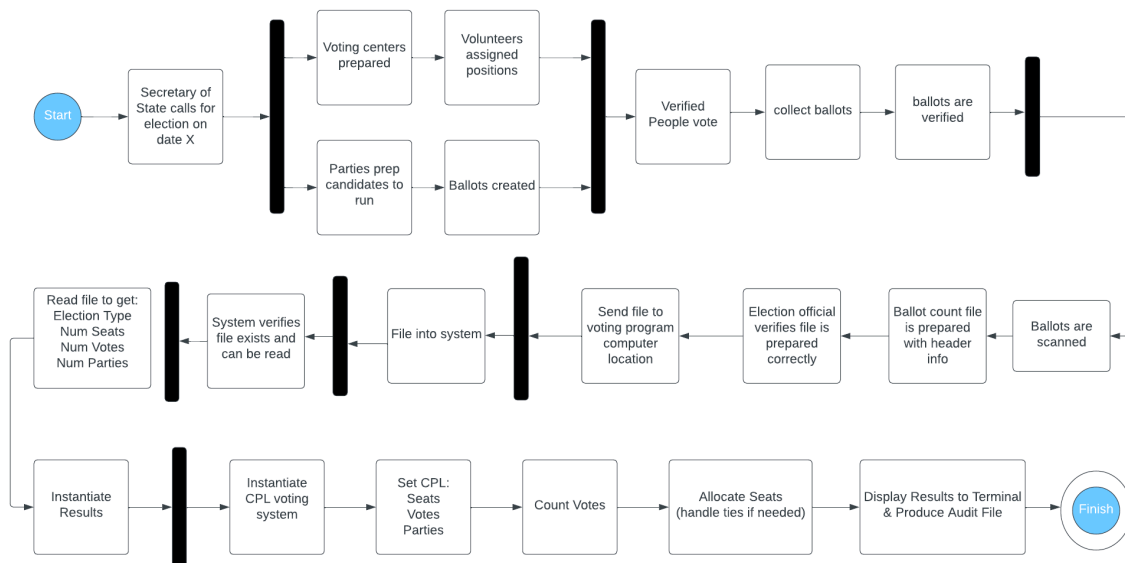 Start
Secretary of
State calls for
election on
date X
Voting centers
prepared
Volunteers
assigned
positions
Parties prep
candidates to
run
Ballots created
Verified
People vote
collect ballots
ballots are
verified
Ballots are
scanned
Ballot count file
is prepared
with header
info
Election official
verifies file is
prepared
correctly
Send file to
voting program
computer
location
File into system
System verifies
file exists and
can be read
Read file to get:
Election Type
Num Seats
Num Votes
Num Parties
Instantiate
Results
Instantiate
CPL voting
system
Set CPL:
Seats
Votes
Parties
Count Votes
Allocate Seats
(handle ties if needed)
Display Results to Terminal
& Produce Audit File
Finish